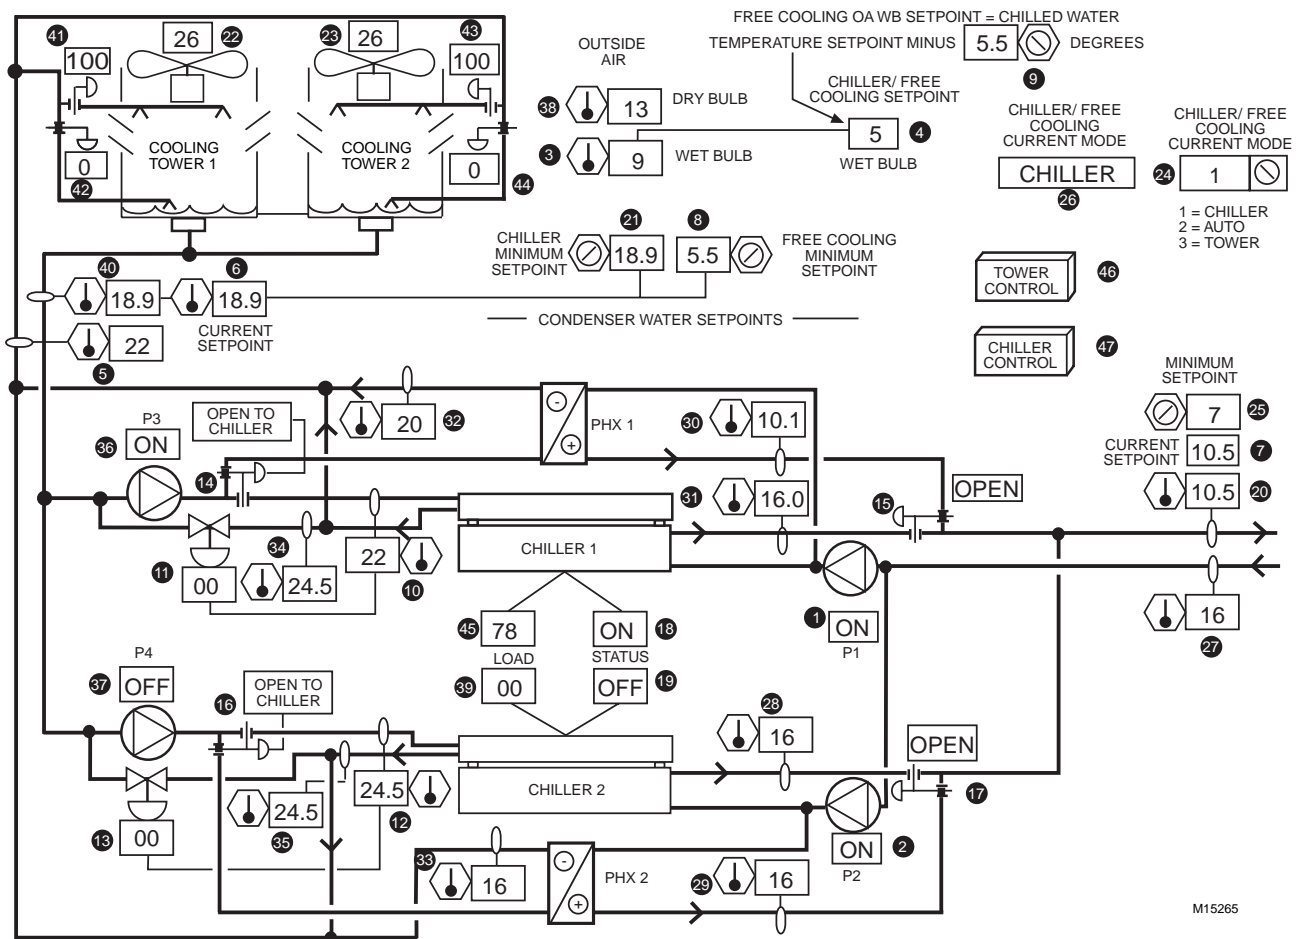 FREE COOLING OA WB SETPOINT = CHILLED WATER
TEMPERATURE SETPOINT MINUS 5.5 DEGREES
9
41
26 22
23 26
43
100
100
42 0
0 44
COOLING
TOWER 1
COOLING
TOWER 2
OUTSIDE
AIR
38 13 DRY BULB
3 9 WET BULB
CHILLER/ FREE
COOLING SETPOINT
5 4
WET BULB
CHILLER/ FREE
COOLING
CURRENT MODE
CHILLER
26
CHILLER/ FREE
COOLING
CURRENT MODE
24 1
1 = CHILLER
2 = AUTO
3 = TOWER
21 8
CHILLER
MINIMUM
SETPOINT
18.9 5.5
FREE COOLING
MINIMUM
SETPOINT
CONDENSER WATER SETPOINTS
TOWER
CONTROL
46
CHILLER
CONTROL
47
40 6
18.9 18.9
CURRENT
SETPOINT
22
5
MINIMUM
SETPOINT
7 25
CURRENT
SETPOINT
10.5 7
10.5 20
16
27
P3
36 ON
OPEN TO
CHILLER
14
20 32
- +
PHX 1
30 10.1
31 16.0
15 OPEN
CHILLER 1
11 00
34 24.5
22
10
1 ON
P1
45 78
LOAD
39 00
ON 18
STATUS
OFF 19
P4
37 OFF
16
OPEN TO
CHILLER
CHILLER 2
28
16
OPEN
17
13 00
24.5
35
24.5
12
ON 2
P2
33
16
- +
PHX 2
29 16
M15265